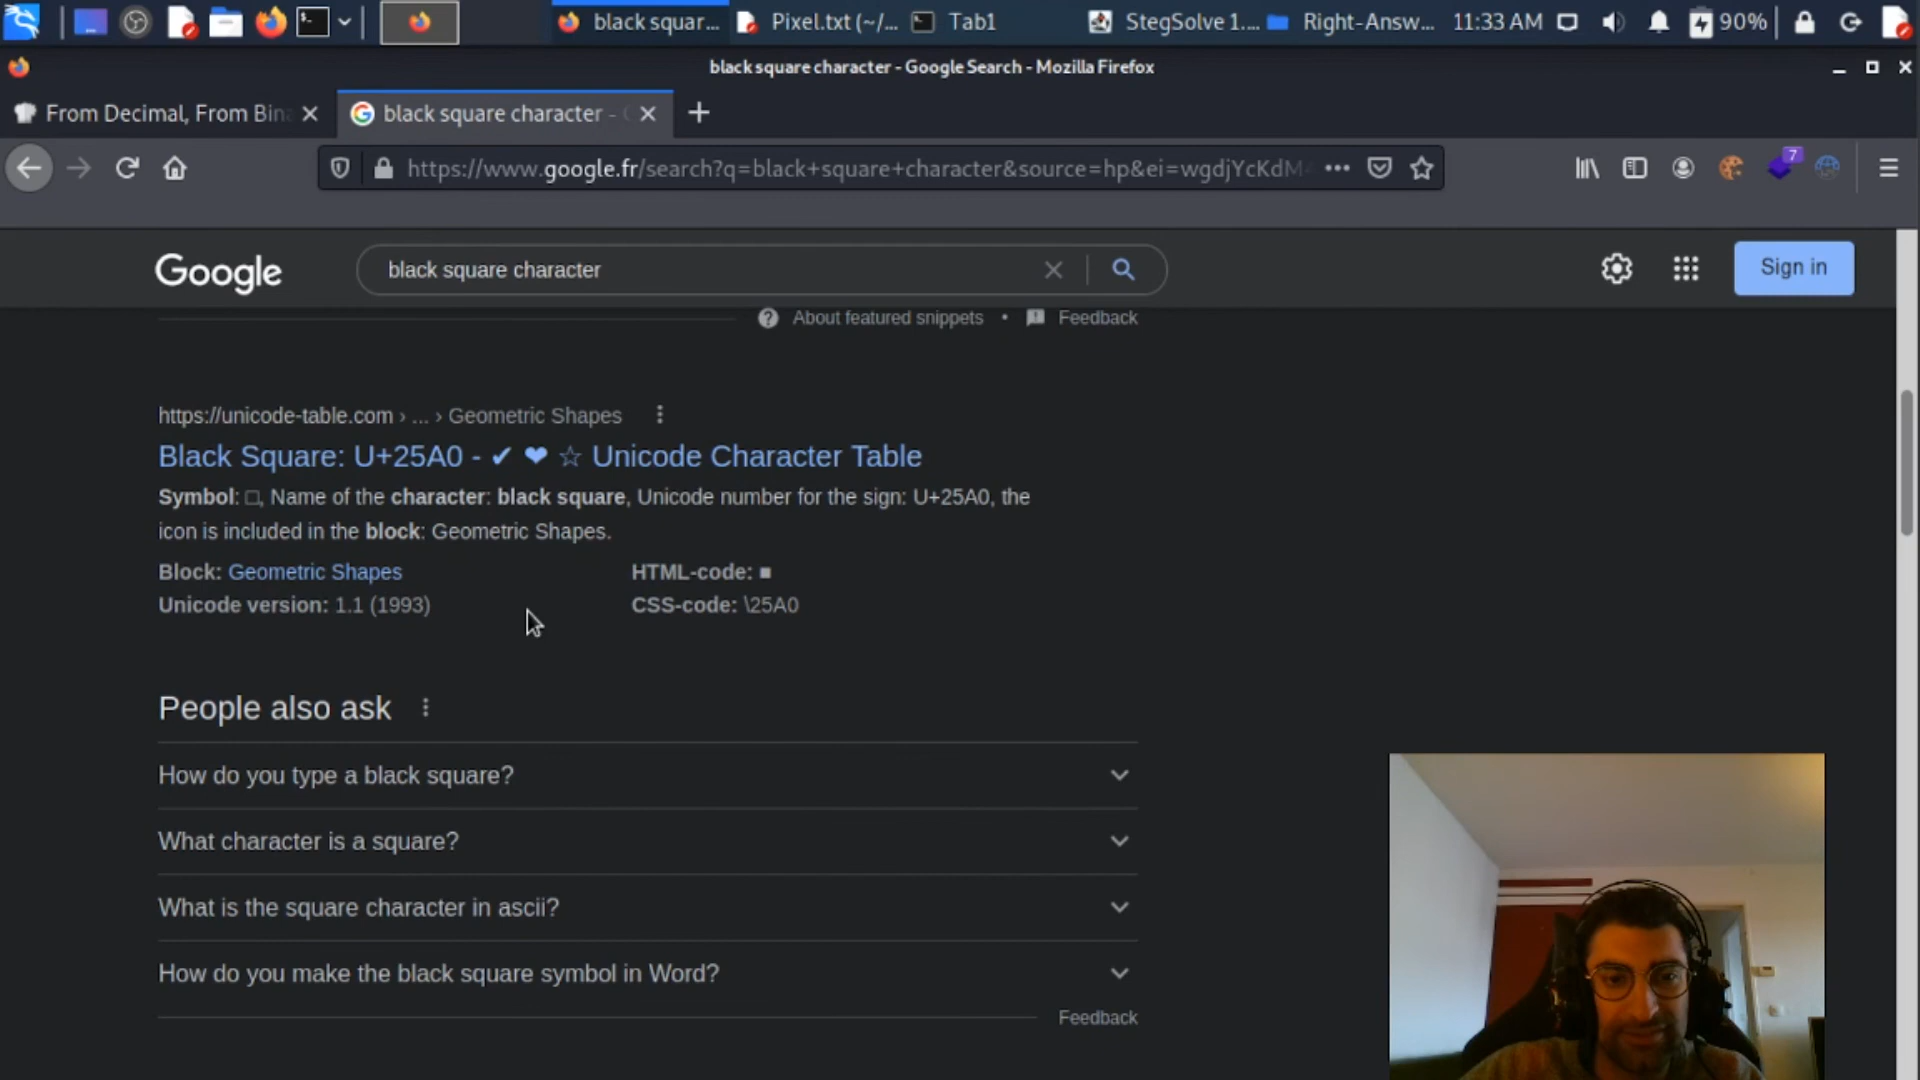 black squar...
Pixel.txt (~/...
Tab1
StegSolve 1....
Right-Answ...
11:33 AM
90%
black square character - Google Search - Mozilla Firefox
From Decimal, From Bina
black square character -
https://www.google.fr/search?q=black+square+character&source=hp&ei=wgdjYcKdM
7
Google
black square character
Sign in
About featured snippets • Feedback
https://unicode-table.com › ... › Geometric Shapes
Black Square: U+25A0 - ✔ ❤ ☆ Unicode Character Table
Symbol: □, Name of the character: black square, Unicode number for the sign: U+25A0, the
icon is included in the block: Geometric Shapes.
Block: Geometric Shapes
HTML-code: ■
Unicode version: 1.1 (1993)
CSS-code: \25A0
People also ask
How do you type a black square?
What character is a square?
What is the square character in ascii?
How do you make the black square symbol in Word?
Feedback